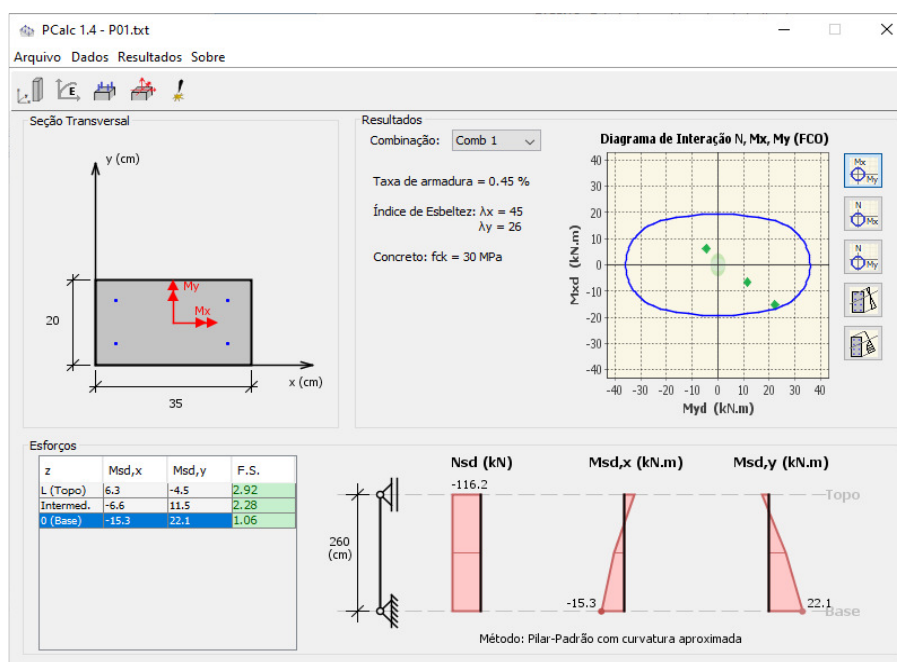 PCalc 1.4 - P01.txt
Arquivo Dados Resultados Sobre
E
Seção Transversal
y (cm)
My
Mx
20
x (cm)
35
Resultados
Combinação: Comb 1
Taxa de armadura = 0.45 %
Índice de Esbeltez: λx = 45
λy = 26
Concreto: fck = 30 MPa
Diagrama de Interação N, Mx, My (FCO)
40
30
20
10
0
-10
-20
-30
-40
Mxd (kN.m)
-40 -30 -20 -10 0 10 20 30 40
Myd (kN.m)
Mx
My
N
Mx
N
My
Esforços
z Msd,x Msd,y F.S.
L (Topo) 6.3 -4.5 2.92
Intermed. -6.6 11.5 2.28
0 (Base) -15.3 22.1 1.06
260
(cm)
Nsd (kN) Msd,x (kN.m) Msd,y (kN.m)
-116.2
Topo
-15.3
22.1
Base
Método: Pilar-Padrão com curvatura aproximada